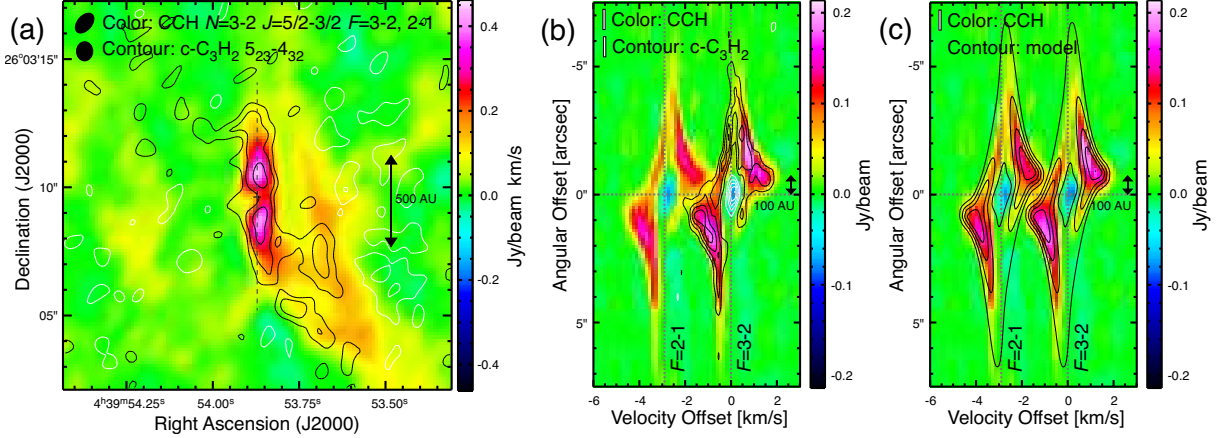 (a)
Color: CCH N=3-2 J=5/2-3/2 F=3-2, 2-1
Contour: c-C₃H₂ 5₂₃-4₃₂
26°03'15"
10"
05"
Declination (J2000)
500 AU
4ʰ39ᵐ54.25ˢ
54.00ˢ
53.75ˢ
53.50ˢ
Right Ascension (J2000)
0.4
0.2
0.0
-0.2
-0.4
Jy/beam km/s
(b)
Color: CCH
Contour: c-C₃H₂
-5"
0"
5"
Angular Offset [arcsec]
100 AU
F=2-1
F=3-2
-6
-4
-2
0
2
Velocity Offset [km/s]
0.2
0.1
0.0
-0.1
-0.2
Jy/beam
(c)
Color: CCH
Contour: model
-5"
0"
5"
Angular Offset [arcsec]
100 AU
F=2-1
F=3-2
-6
-4
-2
0
2
Velocity Offset [km/s]
0.2
0.1
0.0
-0.1
-0.2
Jy/beam